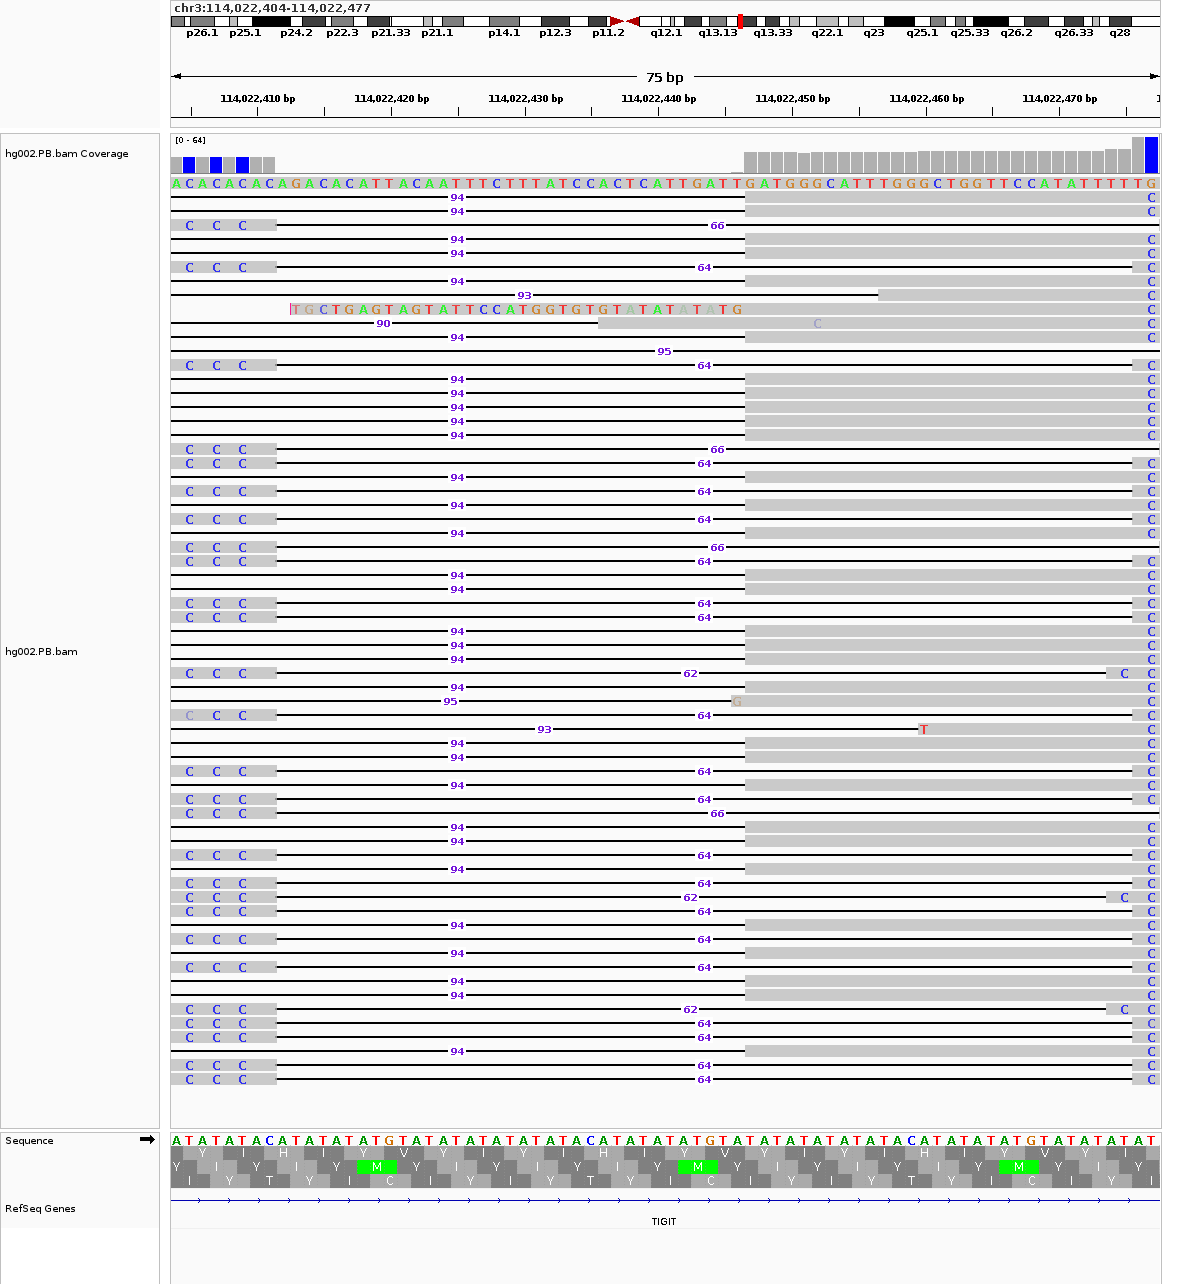 chr3:114,022,404-114,022,477
p26.1 p25.1 p24.2 p22.3 p21.33 p21.1 p14.1 p12.3 p11.2 q12.1 q13.13 q13.33 q22.1 q23 q25.1 q25.33 q26.2 q26.33 q28
75 bp
114,022,410 bp 114,022,420 bp 114,022,430 bp 114,022,440 bp 114,022,450 bp 114,022,460 bp 114,022,470 bp 1
[0 - 64]
hg002.PB.bam Coverage
ACACACACAGACACATTACAATTTCTTTATCCACTCATTGATTGATGGGCATTTGGGCTGGTTCCATATTTTTG
94 C
94 C
C C C 66
94 C
94 C
C C C 64 C
94 C
93 C
TGCTGAGTAGTATTCCATGGTGTGTATATATATG C
90 C C
94 C
95
C C C 64 C
94 C
94 C
94 C
94 C
94 C
C C C 66
C C C 64 C
94 C
C C C 64 C
94 C
C C C 64 C
94 C
C C C 66
C C C 64 C
94 C
94 C
C C C 64 C
C C C 64 C
94 C
94 C
hg002.PB.bam
94 C
C C C 62 C C
94 C
95 G C
C C C 64 C
93 T C
94 C
94 C
C C C 64 C
94 C
C C C 64 C
C C C 66
94 C
94 C
C C C 64 C
94 C
C C C 64 C
C C C 62 C C
C C C 64 C
94 C
C C C 64 C
94 C
C C C 64 C
94 C
94 C
C C C 62 C C
C C C 64 C
C C C 64 C
94 C
C C C 64 C
C C C 64 C
Sequence
ATATATACATATATATGTATATATATATATACATATATATGTATATATATATATACATATATATGTATATATAT
Y I H I Y V Y I Y I H I Y V Y I Y I H I Y V Y I
Y I Y I Y M Y I Y I Y I Y M Y I Y I Y I Y M Y I Y
I Y T Y I C I Y I Y T Y I C I Y I Y T Y I C I Y I
RefSeq Genes
TIGIT